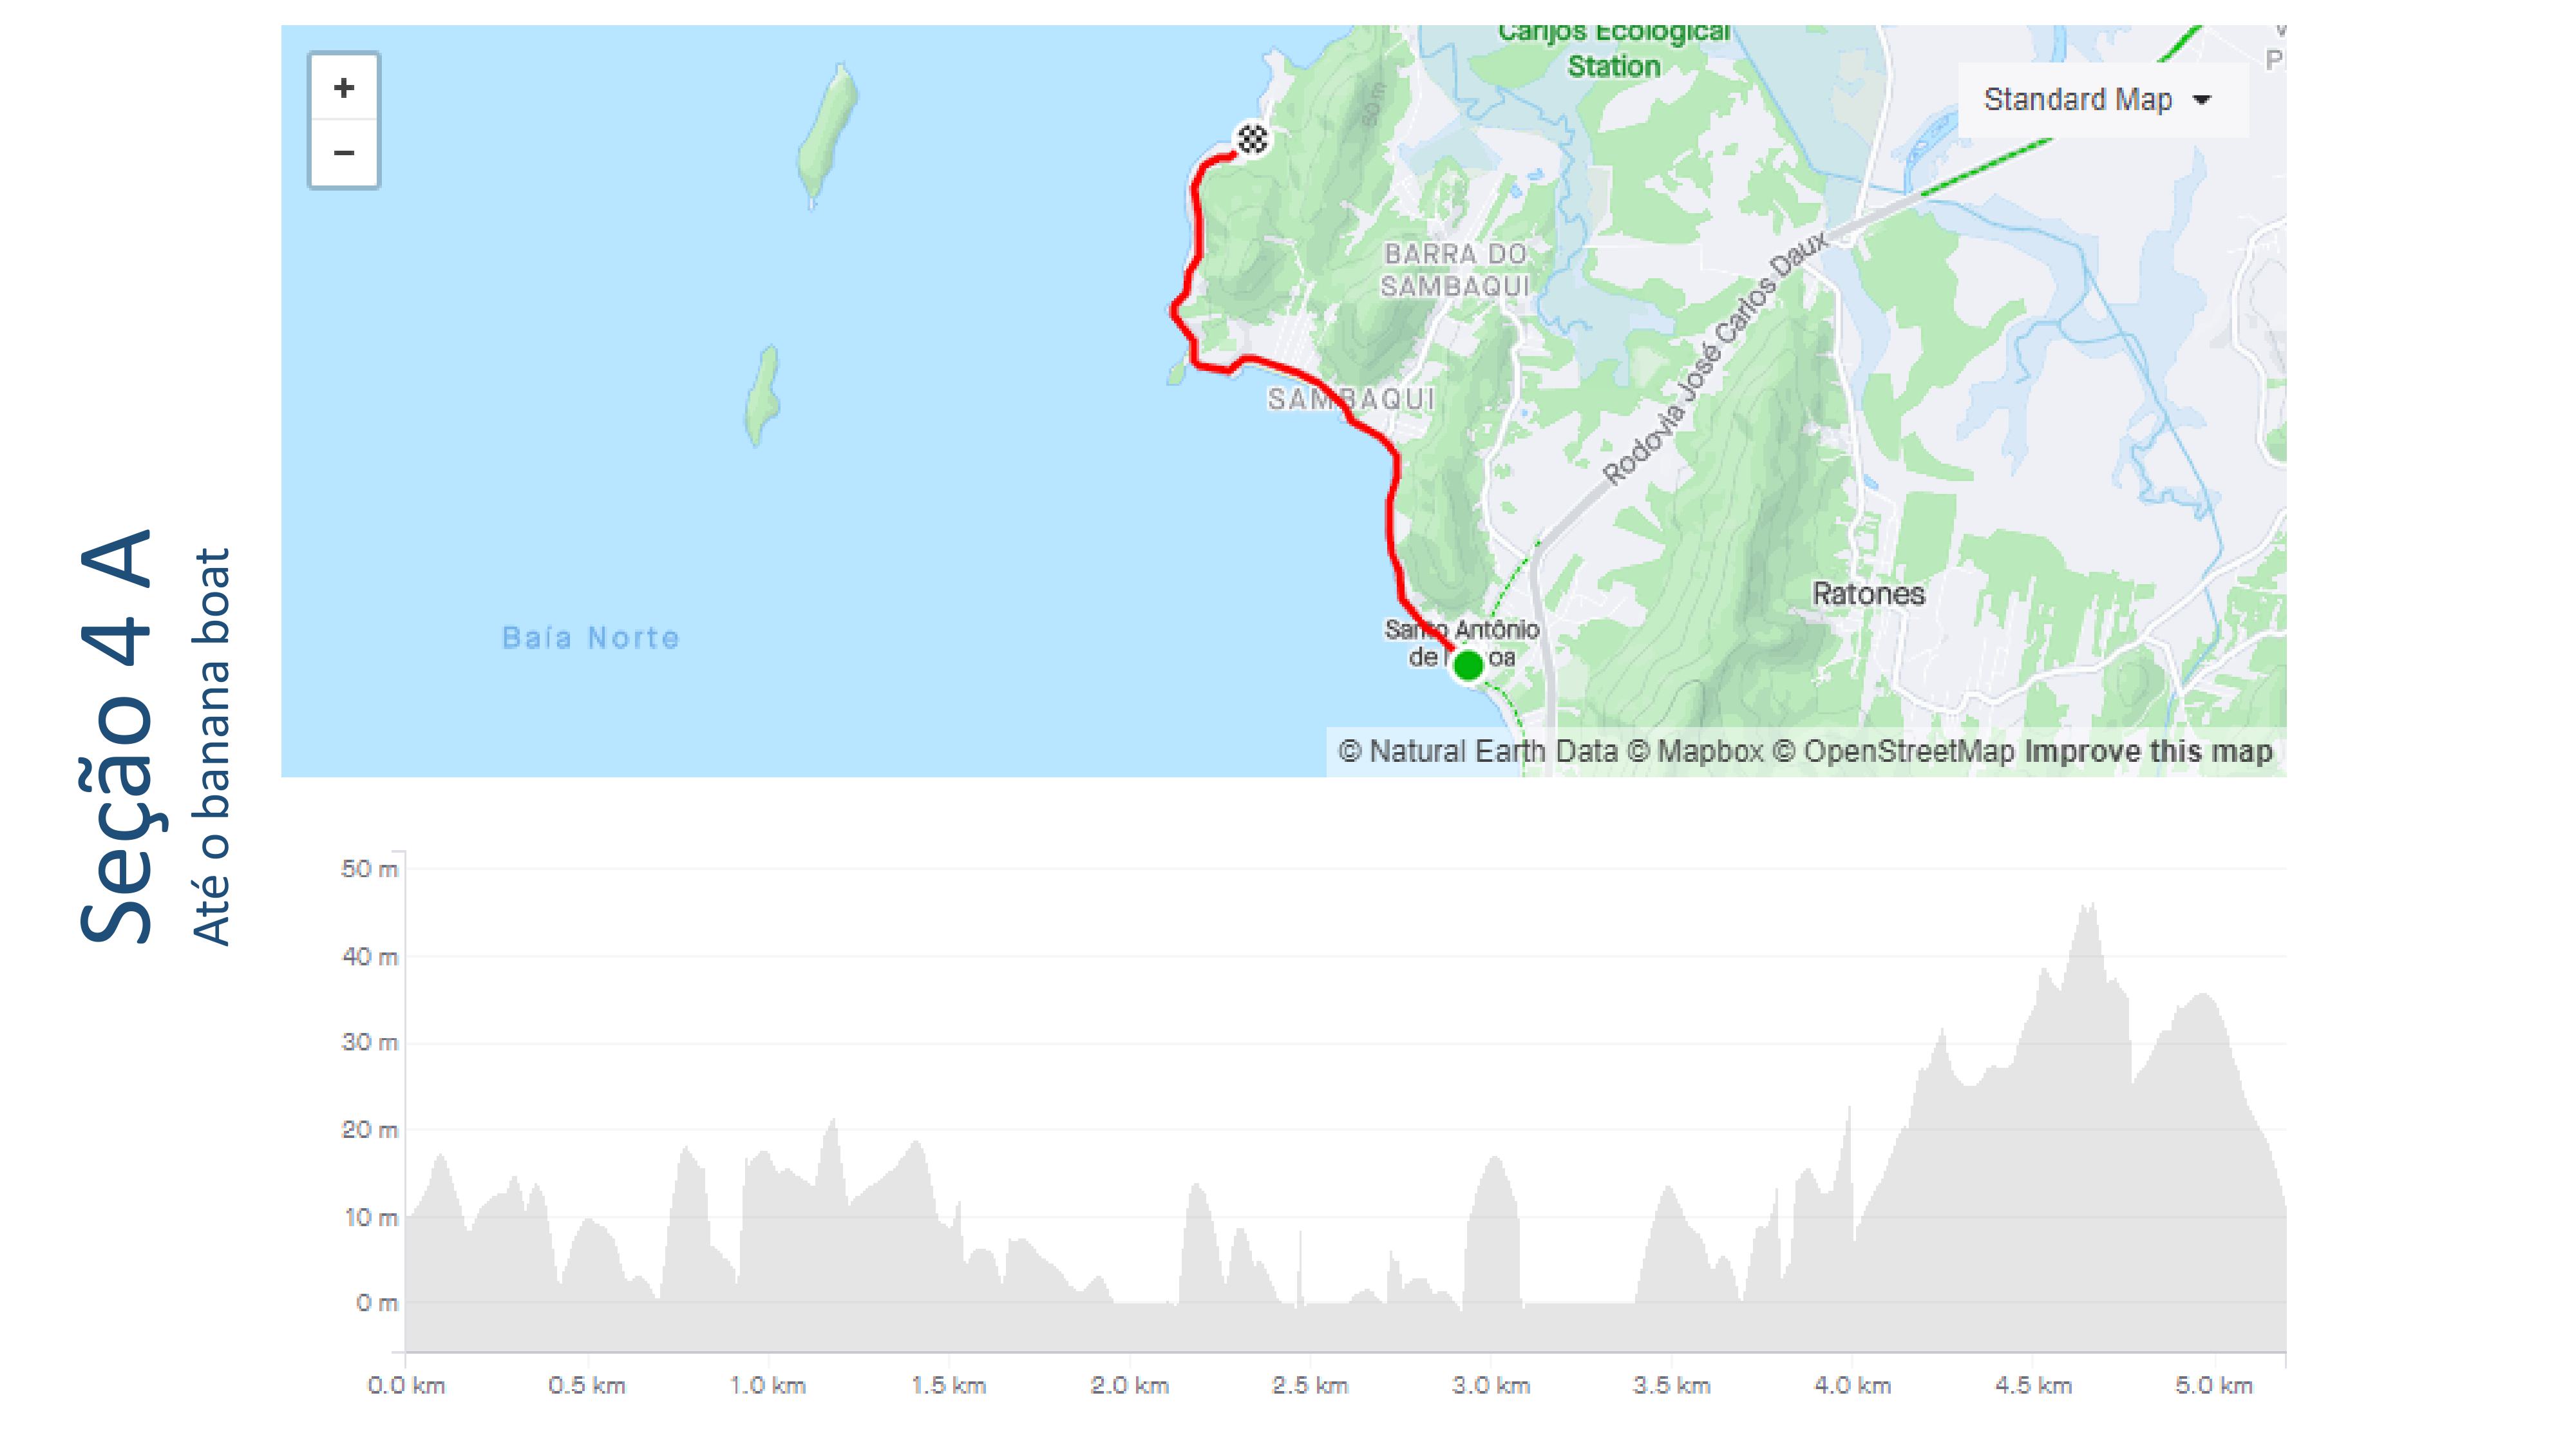 Seção 4 A
Até o banana boat
+
−
Carijos Ecological
Station
Standard Map
60 m
BARRA DO
SAMBAQUI
SAMBAQUI
Rodovia José Carlos Daux
Ratones
Baía Norte
Santo Antônio
de oa
© Natural Earth Data © Mapbox © OpenStreetMap Improve this map
50 m
40 m
30 m
20 m
10 m
0 m
0.0 km 0.5 km 1.0 km 1.5 km 2.0 km 2.5 km 3.0 km 3.5 km 4.0 km 4.5 km 5.0 km